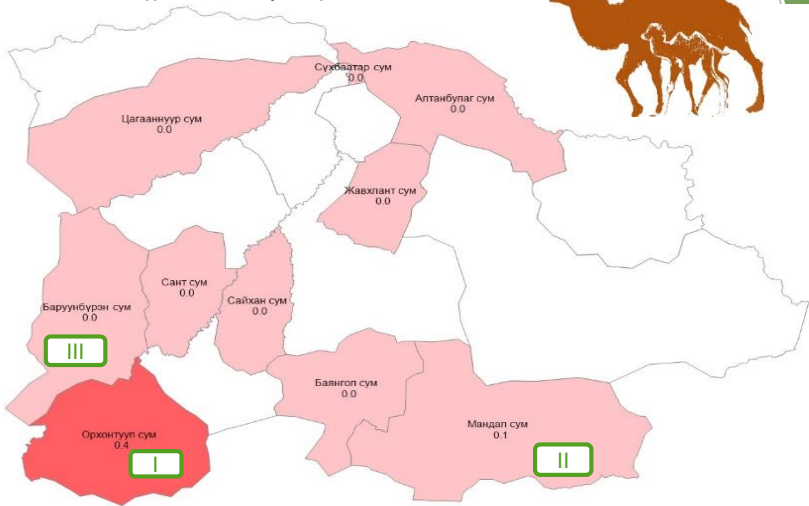 Сүхбаатар сум
0.0
Алтанбулаг сум
0.0
Цагааннуур сум
0.0
Жавхлант сум
0.0
Сант сум
0.0
Сайхан сум
0.0
Баруунбүрэн сум
0.0
III
Баянгол сум
0.0
Мандал сум
0.1
II
Орхонтуул сум
0.4
I